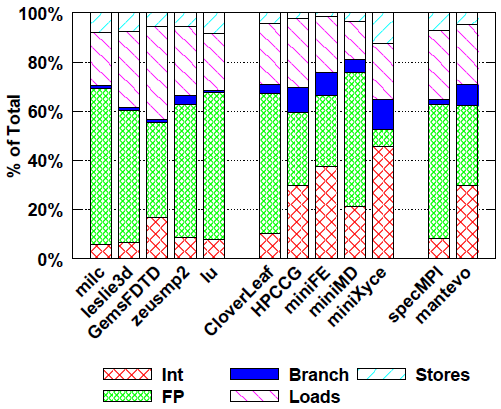 % of Total
100%
80%
60%
40%
20%
0%
milc
leslie3d
GemsFDTD
zeusmp2
lu
CloverLeaf
HPCCG
miniFE
miniMD
miniXyce
specMPI
mantevo
Int
Branch
Stores
FP
Loads